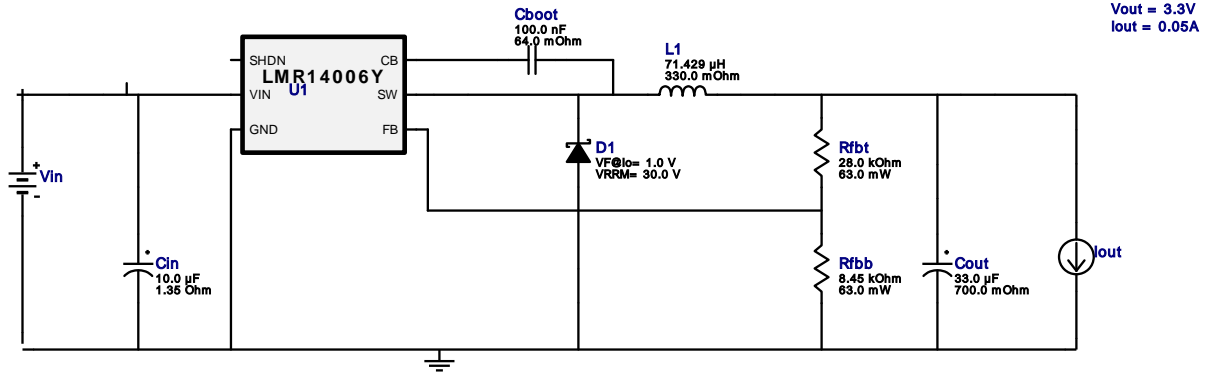 Vout = 3.3V
Iout = 0.05A
Cboot
100.0 nF
64.0 mOhm
L1
71.429 µH
330.0 mOhm
SHDN
CB
LMR14006Y
U1
VIN
SW
GND
FB
D1
VF@Io= 1.0 V
VRRM= 30.0 V
Rfbt
28.0 kOhm
63.0 mW
+
Vin
-
Cin
10.0 µF
1.35 Ohm
Rfbb
8.45 kOhm
63.0 mW
Cout
33.0 µF
700.0 mOhm
Iout